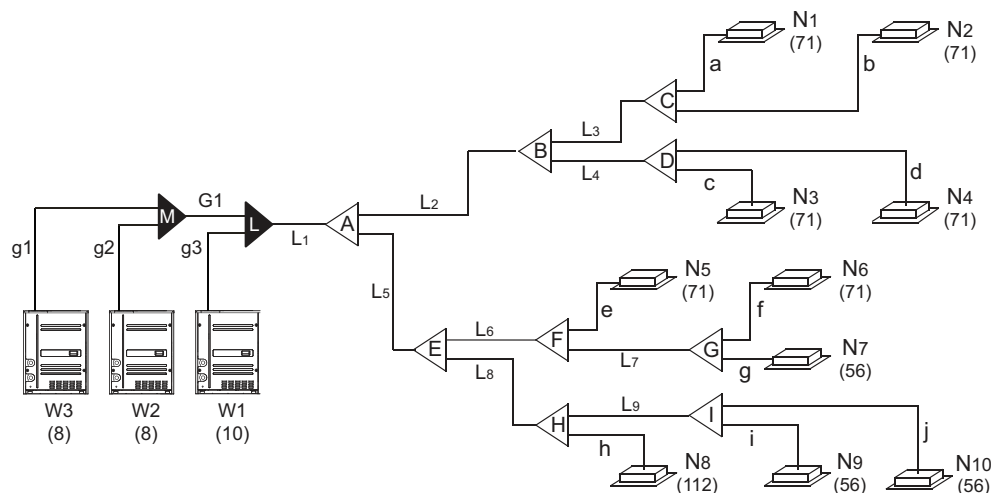 N1
(71)
N2
(71)
a
b
C
L3
B
D
L4
c
d
N3
(71)
N4
(71)
L2
M
G1
L
L1
A
g1
g2
g3
L5
N5
(71)
N6
(71)
e
f
L6
F
E
L7
G
g
N7
(56)
L8
L9
I
H
h
i
j
N8
(112)
N9
(56)
N10
(56)
W3
(8)
W2
(8)
W1
(10)